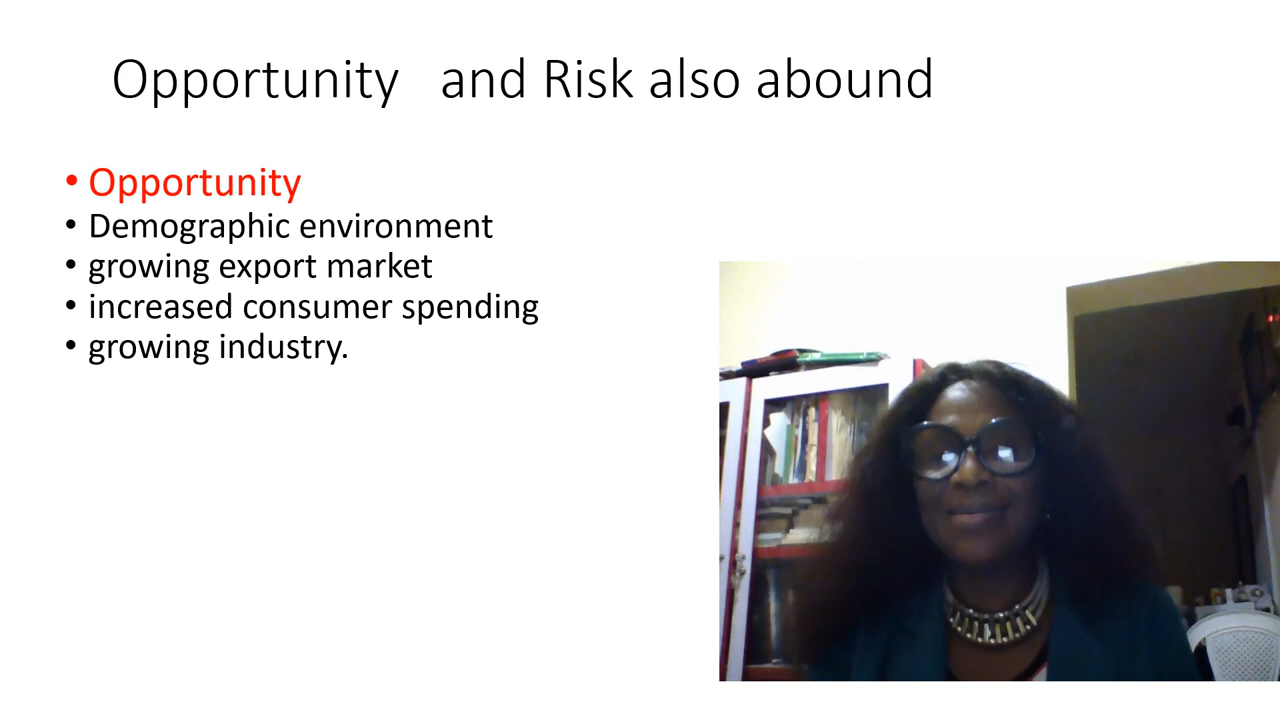 Opportunity and Risk also abound
• Opportunity
• Demographic environment
• growing export market
• increased consumer spending
• growing industry.